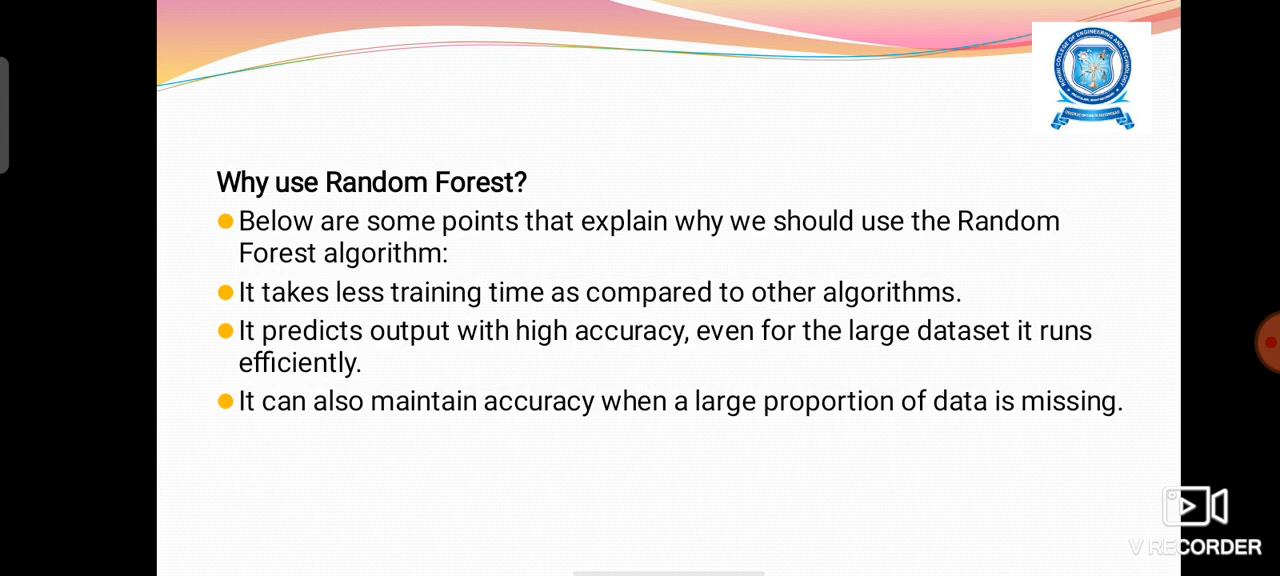 Why use Random Forest?
Below are some points that explain why we should use the Random
Forest algorithm:
It takes less training time as compared to other algorithms.
It predicts output with high accuracy, even for the large dataset it runs
efficiently.
It can also maintain accuracy when a large proportion of data is missing.
V RECORDER